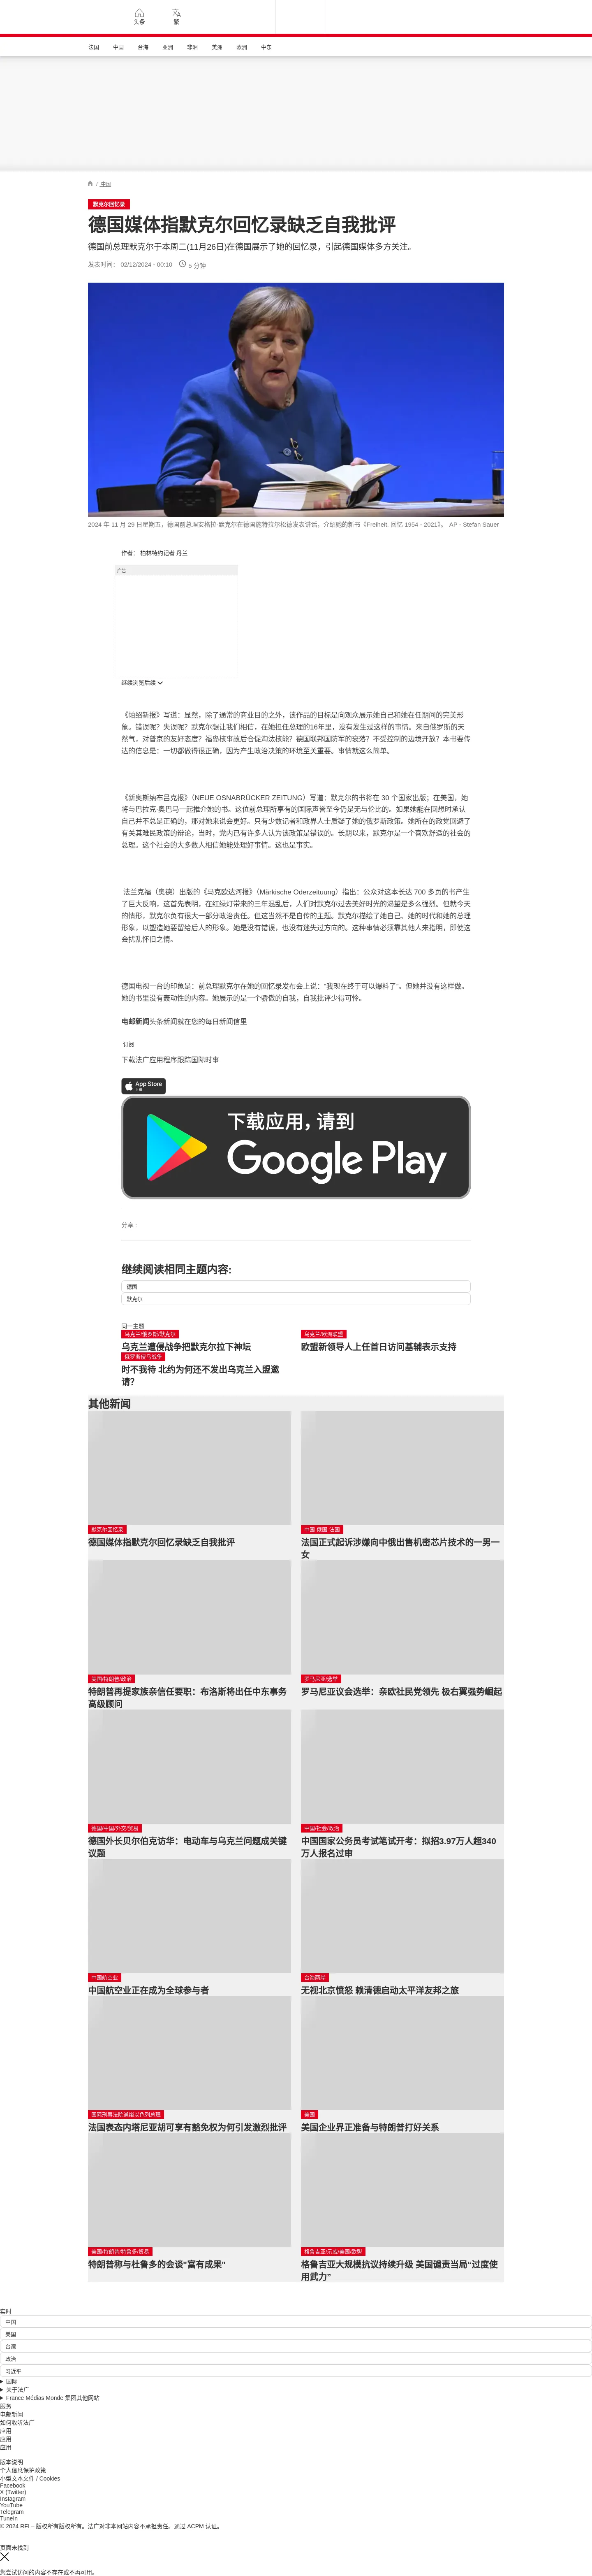 头条
繁
法国
中国
台海
亚洲
非洲
美洲
欧洲
中东
/ 中国
默克尔回忆录
德国媒体指默克尔回忆录缺乏自我批评
德国前总理默克尔于本周二(11月26日)在德国展示了她的回忆录，引起德国媒体多方关注。
发表时间： 02/12/2024 - 00:10
5 分钟
2024 年 11 月 29 日星期五，德国前总理安格拉·默克尔在德国施特拉尔松德发表讲话，介绍她的新书《Freiheit. 回忆 1954 - 2021》。 AP - Stefan Sauer
作者： 柏林特约记者 丹兰
广告
继续浏览后续
《帕绍新报》写道：显然，除了通常的商业目的之外，该作品的目标是向观众展示她自己和她在任期间的完美形
象。错误呢？失误呢？默克尔想让我们相信，在她担任总理的16年里，没有发生过这样的事情。来自俄罗斯的天
然气，对普京的友好态度？福岛核事故后仓促淘汰核能？德国联邦国防军的衰落？不受控制的边境开放？本书要传
达的信息是：一切都做得很正确，因为产生政治决策的环境至关重要。事情就这么简单。
《新奥斯纳布吕克报》（NEUE OSNABRÜCKER ZEITUNG）写道：默克尔的书将在 30 个国家出版；在美国，她
将与巴拉克·奥巴马一起推介她的书。这位前总理所享有的国际声誉至今仍是无与伦比的。如果她能在回想时承认
自己并不总是正确的，那对她来说会更好。只有少数记者和政界人士质疑了她的俄罗斯政策。她所在的政党回避了
有关其难民政策的辩论，当时，党内已有许多人认为该政策是错误的。长期以来，默克尔是一个喜欢舒适的社会的
总理。这个社会的大多数人相信她能处理好事情。这也是事实。
法兰克福（奥德）出版的《马克欧达河报》（Märkische Oderzeituung）指出：公众对这本长达 700 多页的书产生
了巨大反响，这首先表明，在红绿灯带来的三年混乱后，人们对默克尔过去美好时光的渴望是多么强烈。但就今天
的情形，默克尔负有很大一部分政治责任。但这当然不是自传的主题。默克尔描绘了她自己、她的时代和她的总理
形象，以塑造她要留给后人的形象。她是没有错误，也没有迷失过方向的。这种事情必须靠其他人来指明，即使这
会扰乱怀旧之情。
德国电视一台的印象是：前总理默克尔在她的回忆录发布会上说：“我现在终于可以爆料了”。但她并没有这样做。
她的书里没有轰动性的内容。她展示的是一个骄傲的自我，自我批评少得可怜。
电邮新闻头条新闻就在您的每日新闻信里
订阅
下载法广应用程序跟踪国际时事
App Store
下载
下载应用，请到
Google Play
分享 :
继续阅读相同主题内容:
德国
默克尔
同一主题
乌克兰/俄罗斯/默克尔
乌克兰遭侵战争把默克尔拉下神坛
乌克兰/欧洲联盟
欧盟新领导人上任首日访问基辅表示支持
俄罗斯侵乌战争
时不我待 北约为何还不发出乌克兰入盟邀
请？
其他新闻
默克尔回忆录
德国媒体指默克尔回忆录缺乏自我批评
中国·俄国·法国
法国正式起诉涉嫌向中俄出售机密芯片技术的一男一
女
美国/特朗普/政治
特朗普再提家族亲信任要职：布洛斯将出任中东事务
高级顾问
罗马尼亚/选举
罗马尼亚议会选举：亲欧社民党领先 极右翼强势崛起
德国/中国/外交/贸易
德国外长贝尔伯克访华：电动车与乌克兰问题成关键
议题
中国/社会/政治
中国国家公务员考试笔试开考：拟招3.97万人超340
万人报名过审
中国航空业
中国航空业正在成为全球参与者
台海两岸
无视北京愤怒 赖清德启动太平洋友邦之旅
国际刑事法院通缉以色列总理
法国表态内塔尼亚胡可享有豁免权为何引发激烈批评
美国
美国企业界正准备与特朗普打好关系
美国/特朗普/特鲁多/贸易
特朗普称与杜鲁多的会谈"富有成果"
格鲁吉亚/示威/美国/欧盟
格鲁吉亚大规模抗议持续升级 美国谴责当局“过度使
用武力”
实时
中国
美国
台湾
政治
习近平
国际
关于法广
France Médias Monde 集团其他网站
服务
电邮新闻
如何收听法广
应用
应用
应用
版本说明
个人信息保护政策
小型文本文件 / Cookies
Facebook
X (Twitter)
Instagram
YouTube
Telegram
TuneIn
© 2024 RFI – 版权所有版权所有。法广对非本网站内容不承担责任。通过 ACPM 认证。
页面未找到
您尝试访问的内容不存在或不再可用。